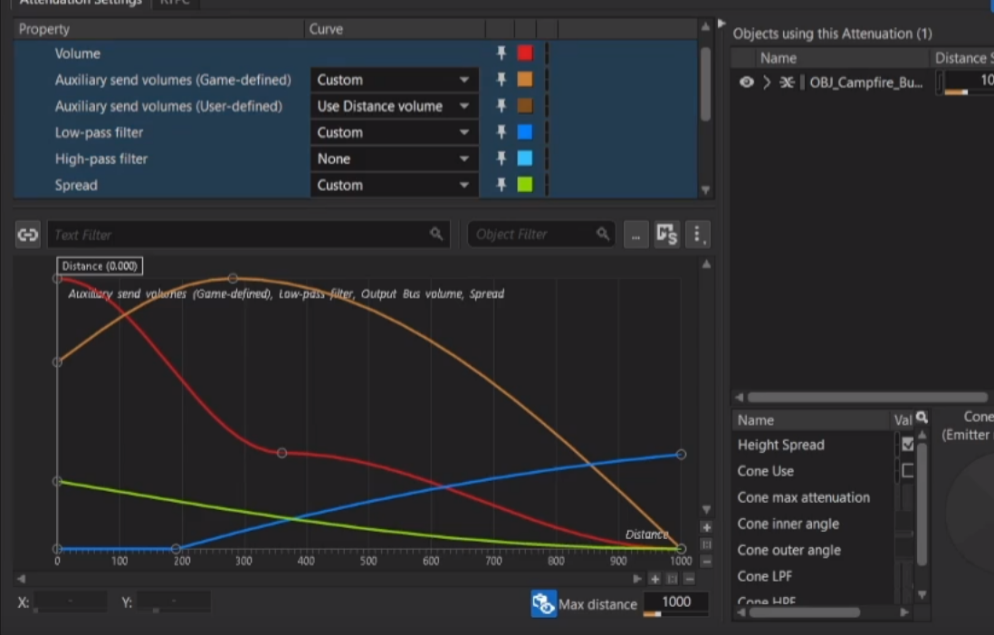 Attenuation Settings RTPC
Property Curve
Volume
Auxiliary send volumes (Game-defined) Custom
Auxiliary send volumes (User-defined) Use Distance volume
Low-pass filter Custom
High-pass filter None
Spread Custom
Text Filter Object Filter ...
Distance (0.000)
Auxiliary send volumes (Game-defined), Low-pass filter, Output Bus volume, Spread
Distance
0 100 200 300 400 500 600 700 800 900 1000
X: - Y: - Max distance 1000
Objects using this Attenuation (1)
Name Distance S
OBJ_Campfire_Bu... 10
Name Val
Height Spread
Cone Use
Cone max attenuation
Cone inner angle
Cone outer angle
Cone LPF
Cone HPF
Cone
(Emitter